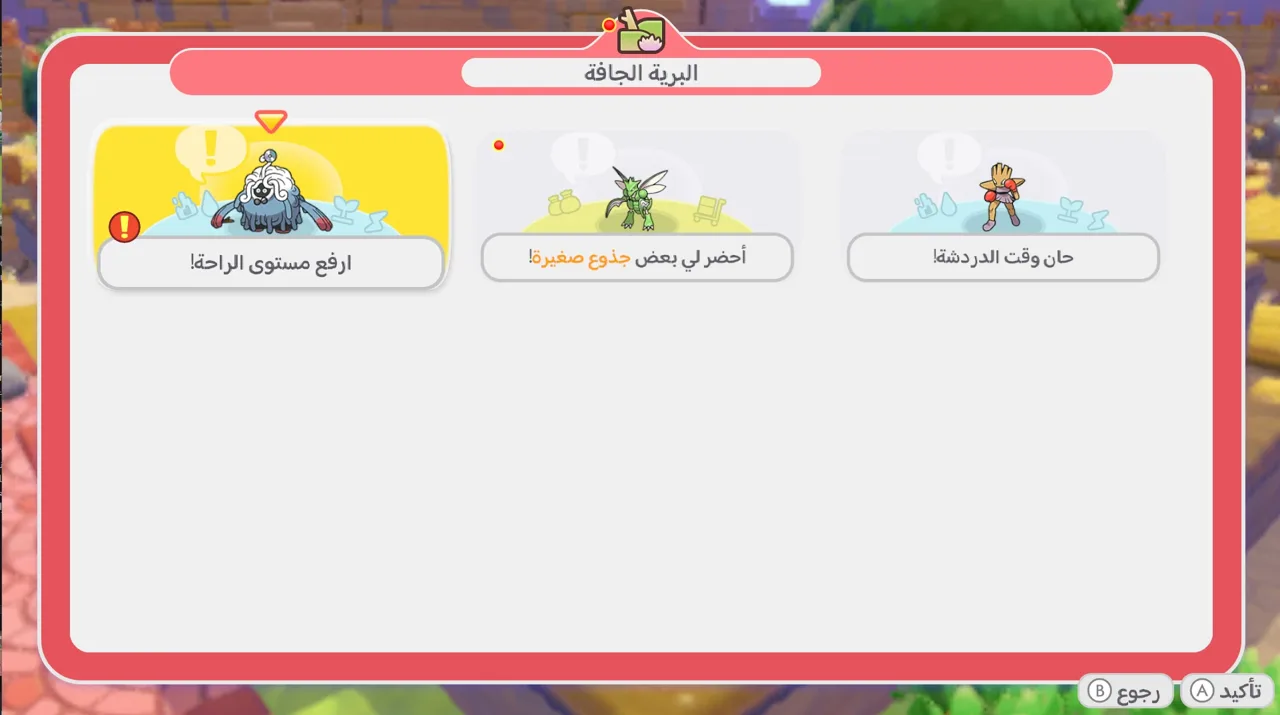 البرية الجافة
حان وقت الدردشة!
أحضر لي بعض جذوع صغيرة!
ارفع مستوى الراحة!
تأكيد A
رجوع B